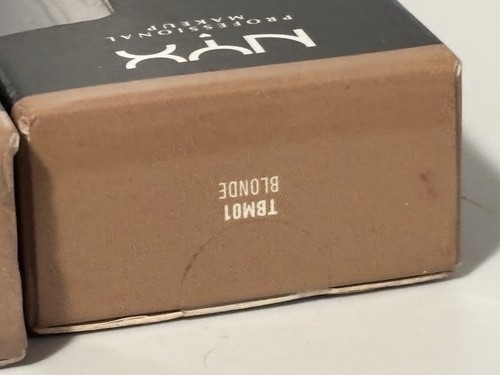 NYX
PROFESSIONAL
MAKEUP
TBM01
BLONDE